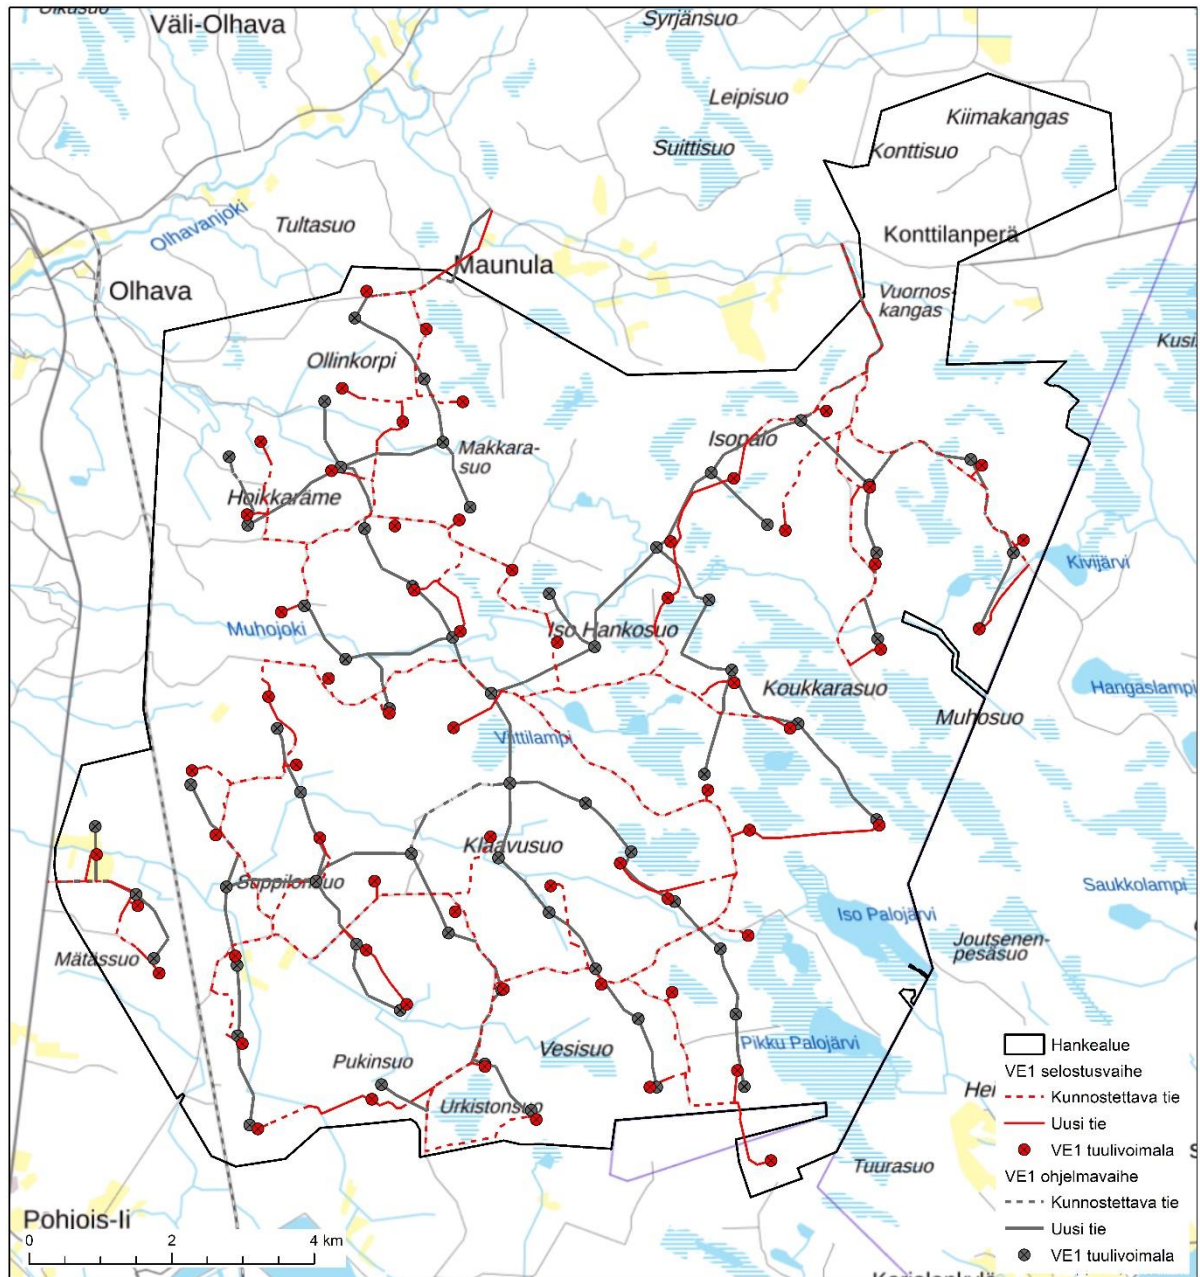 Väli-Olhava
Syrjänsuo
Leipisuo
Kiimakangas
Suittisuo
Konttisuo
Olhavanjoki
Tultasuo
Konttilanperä
Maunula
Olhava
Vuornos-
kangas
Ollinkorpi
Isopalo
Makkara-
suo
Hoikkaräme
Kivijärvi
Muhojoki
Iso Hankosuo
Koukkarasuo
Hangaslampi
Muhosuo
Viitilampi
Klaavusuo
Suppilonsuo
Saukkolampi
Iso Palojärvi
Joutsenen-
pesäsuo
Mätässuo
Pikku Palojärvi
Vesisuo
Pukinsuo
Urkistonsuo
Tuurasuo
Pohjois-Ii
0 2 4 km
Hankealue
VE1 selostusvaihe
Kunnostettava tie
Uusi tie
VE1 tuulivoimala
VE1 ohjelmavaihe
Kunnostettava tie
Uusi tie
VE1 tuulivoimala